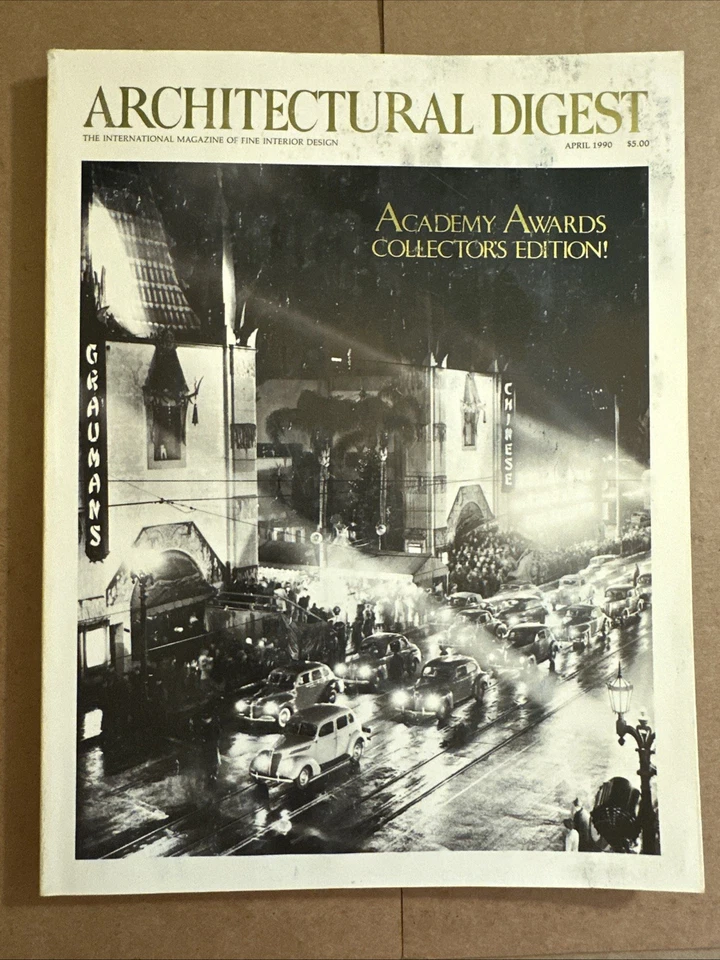 ARCHITECTURAL DIGEST
THE INTERNATIONAL MAGAZINE OF FINE INTERIOR DESIGN
APRIL 1990 $5.00
ACADEMY AWARDS
COLLECTOR'S EDITION!
GRAUMANS
CHINESE